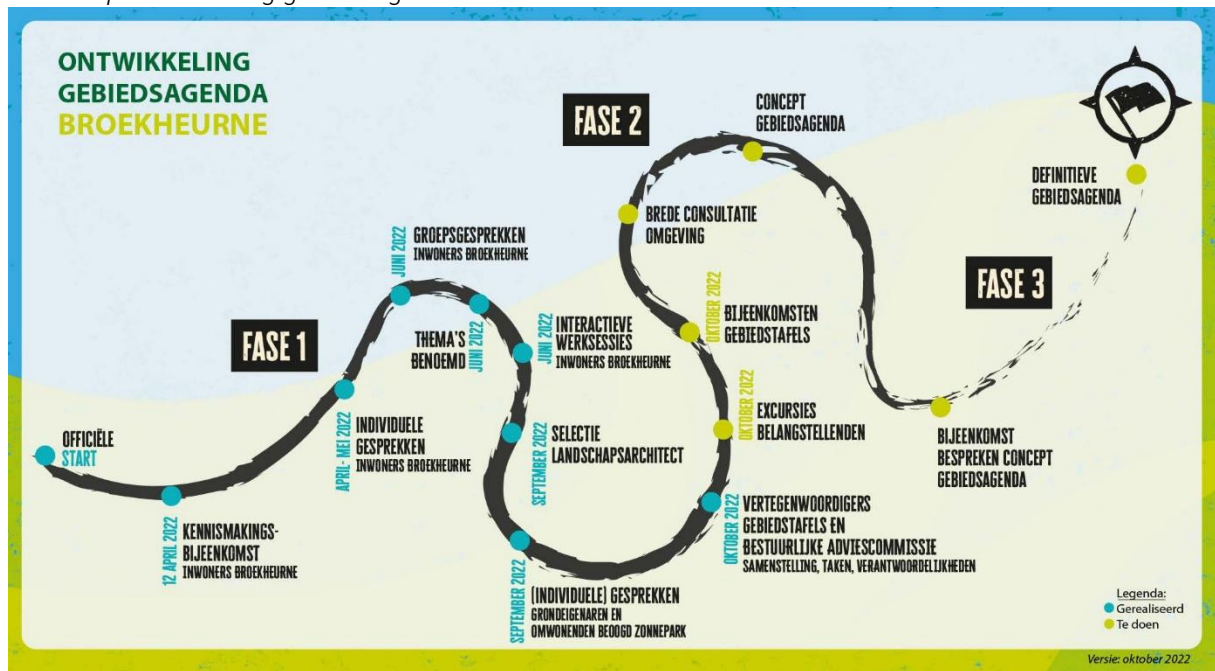 ONTWIKKELING
GEBIEDSAGENDA
BROEKHEURNE
OFFICIËLE
START
12 APRIL 2022
KENNISMAKINGS-
BIJEENKOMST
INWONERS BROEKHEURNE
FASE 1
APRIL- MEI 2022
INDIVIDUELE
GESPREKKEN
INWONERS BROEKHEURNE
JUNI 2022
GROEPSGESPREKKEN
INWONERS BROEKHEURNE
THEMA'S
BENOEMD
JUNI 2022
JUNI 2022
INTERACTIEVE
WERKSESSIES
INWONERS BROEKHEURNE
SEPTEMBER 2022
SELECTIE
LANDSCHAPSARCHITECT
SEPTEMBER 2022
(INDIVIDUELE) GESPREKKEN
GRONDEIGENAREN EN
OMWONENDEN BEOOGD ZONNEPARK
OKTOBER 2022
VERTEGENWOORDIGERS
GEBIEDSTAFELS EN
BESTUURLIJKE ADVIESCOMMISSIE
SAMENSTELLING, TAKEN, VERANTWOORDELIJKHEDEN
OKTOBER 2022
EXCURSIES
BELANGSTELLENDEN
OKTOBER 2022
BIJEENKOMSTEN
GEBIEDSTAFELS
FASE 2
BREDE CONSULTATIE
OMGEVING
CONCEPT
GEBIEDSAGENDA
FASE 3
BIJEENKOMST
BESPREKEN CONCEPT
GEBIEDSAGENDA
DEFINITIEVE
GEBIEDSAGENDA
Legenda:
Gerealiseerd
Te doen
Versie: oktober 2022